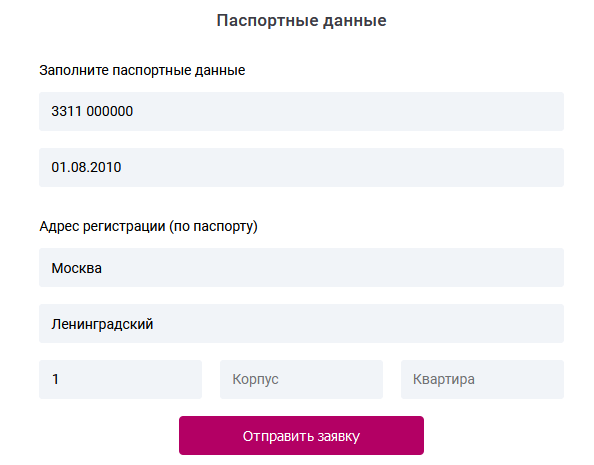 Паспортные данные
Заполните паспортные данные
3311 000000
01.08.2010
Адрес регистрации (по паспорту)
Москва
Ленинградский
1 Корпус Квартира
Отправить заявку